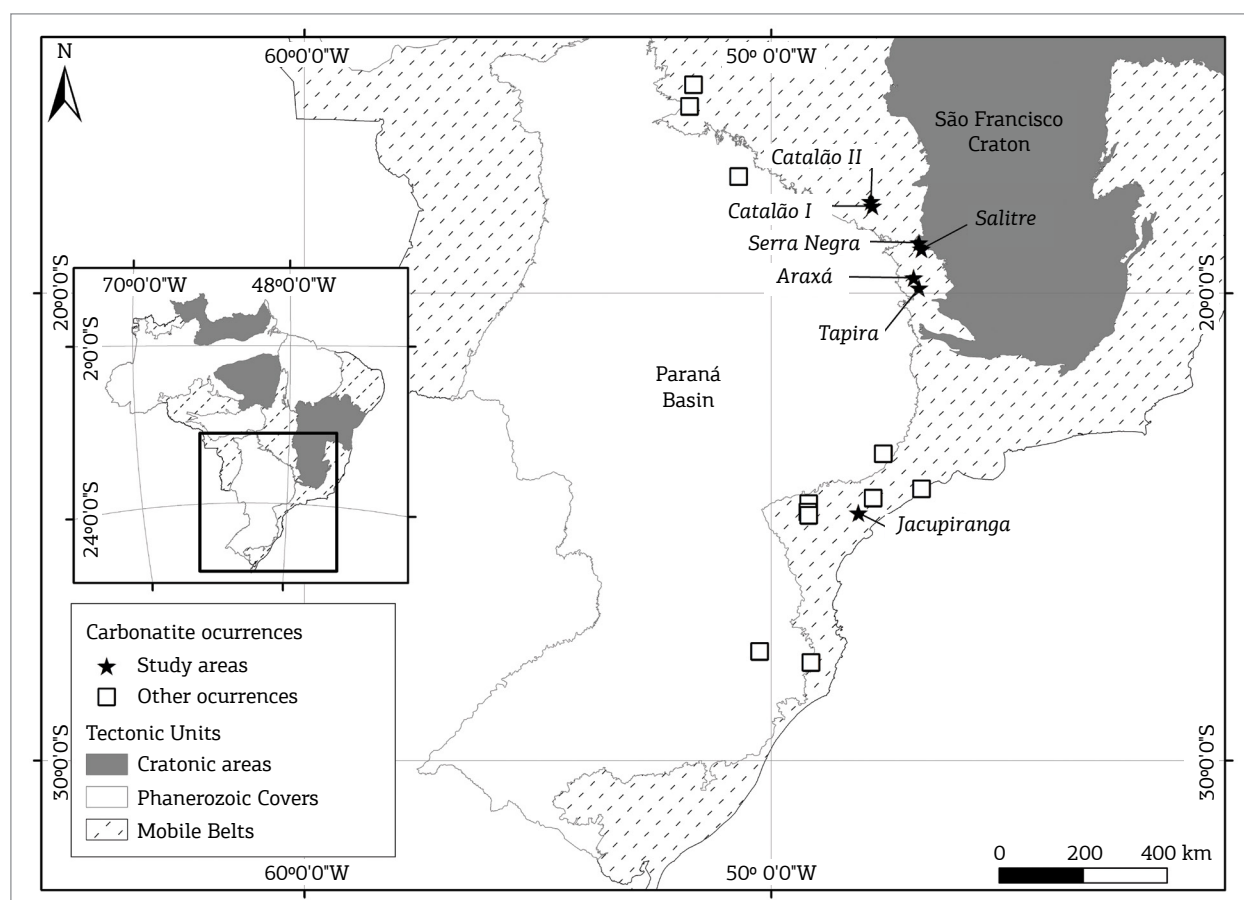 N
60º0'0"W
50º 0'0"W
São Francisco
Craton
Catalão II
Catalão I
Salitre
Serra Negra
Araxá
Tapira
20º0'0"S
20º0'0"S
70º0'0"W
48º0'0"W
2º0'0"S
24º0'0"S
Paraná
Basin
Jacupiranga
Carbonatite ocurrences
Study areas
Other ocurrences
Tectonic Units
Cratonic areas
Phanerozoic Covers
Mobile Belts
30º0'0"S
30º0'0"S
0 200 400 km
60º0'0"W
50º 0'0"W